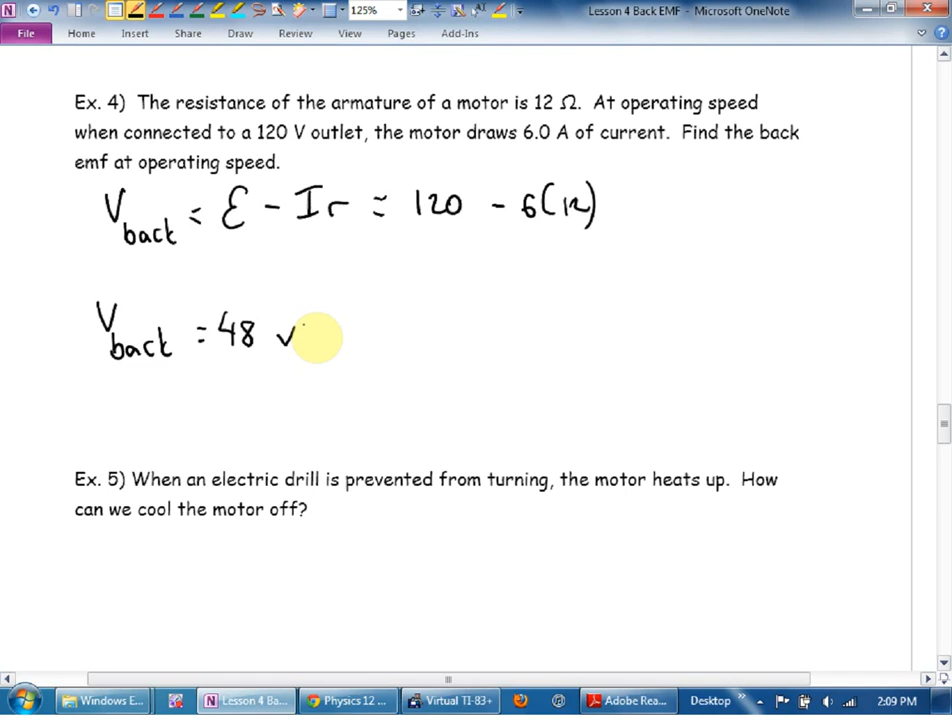 125%
Lesson 4 Back EMF - Microsoft OneNote
File Home Insert Share Draw Review View Pages Add-Ins
Ex. 4) The resistance of the armature of a motor is 12 Ω. At operating speed
when connected to a 120 V outlet, the motor draws 6.0 A of current. Find the back
emf at operating speed.
V back = ε - Ir = 120 - 6(12)
V back = 48 V
Ex. 5) When an electric drill is prevented from turning, the motor heats up. How
can we cool the motor off?
Windows E... Lesson 4 Ba... Physics 12 ... Virtual TI-83+ Adobe Rea... Desktop 2:09 PM